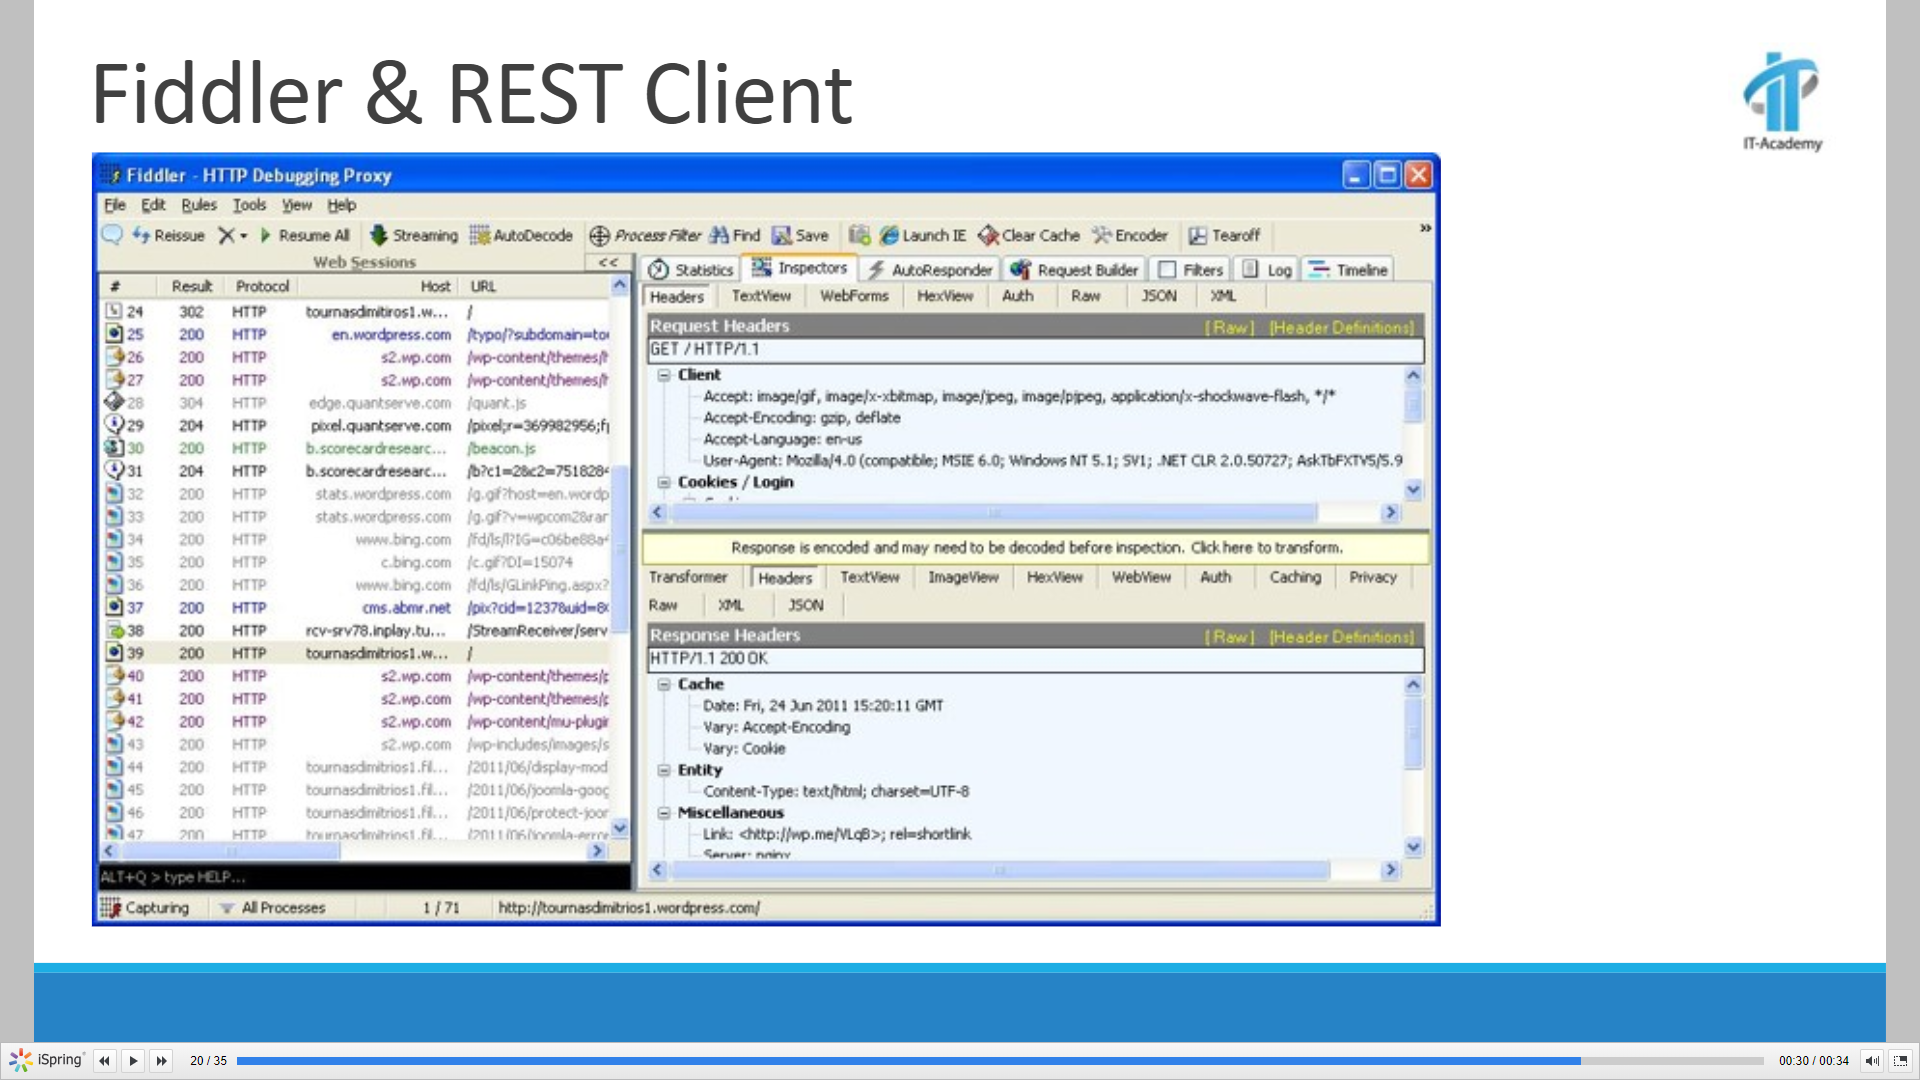 Fiddler & REST Client
IT-Academy
Fiddler - HTTP Debugging Proxy
File Edit Rules Tools View Help
Reissue Resume All Streaming AutoDecode Process Filter Find Save Launch IE Clear Cache Encoder Tearoff »
Web Sessions <<
# Result Protocol Host URL
24 302 HTTP tournasdimitiros1.w... /
25 200 HTTP en.wordpress.com /typo/?subdomain=tou
26 200 HTTP s2.wp.com /wp-content/themes/h
27 200 HTTP s2.wp.com /wp-content/themes/h
28 304 HTTP edge.quantserve.com /quant.js
29 204 HTTP pixel.quantserve.com /pixel;r=369982956;f
30 200 HTTP b.scorecardresearc... /beacon.js
31 204 HTTP b.scorecardresearc... /b?c1=2&c2=7518284
32 200 HTTP stats.wordpress.com /g.gif?host=en.wordp
33 200 HTTP stats.wordpress.com /g.gif?v=wpcom2&rar
34 200 HTTP www.bing.com /fd/ls/l?IG=c06be88a4
35 200 HTTP c.bing.com /c.gif?DI=15074
36 200 HTTP www.bing.com /fd/ls/GLinkPing.aspx?
37 200 HTTP cms.abmr.net /pix?cid=1237&uid=80
38 200 HTTP rcv-srv78.inplay.tu... /StreamReceiver/serv
39 200 HTTP tournasdimitrios1.w... /
40 200 HTTP s2.wp.com /wp-content/themes/p
41 200 HTTP s2.wp.com /wp-content/themes/p
42 200 HTTP s2.wp.com /wp-content/mu-plugin
43 200 HTTP s2.wp.com /wp-includes/images/s
44 200 HTTP tournasdimitrios1.fil... /2011/06/display-mod
45 200 HTTP tournasdimitrios1.fil... /2011/06/joomla-goog
46 200 HTTP tournasdimitrios1.fil... /2011/06/protect-joor
47 200 HTTP tournasdimitrios1.fil... /2011/06/joomla-error
ALT+Q > type HELP...
Statistics Inspectors AutoResponder Request Builder Filters Log Timeline
Headers TextView WebForms HexView Auth Raw JSON XML
Request Headers [Raw] [Header Definitions]
GET / HTTP/1.1
Client
Accept: image/gif, image/x-xbitmap, image/jpeg, image/pjpeg, application/x-shockwave-flash, */*
Accept-Encoding: gzip, deflate
Accept-Language: en-us
User-Agent: Mozilla/4.0 (compatible; MSIE 6.0; Windows NT 5.1; SV1; .NET CLR 2.0.50727; AskTbFXTV5/5.9
Cookies / Login
Response is encoded and may need to be decoded before inspection. Click here to transform.
Transformer Headers TextView ImageView HexView WebView Auth Caching Privacy
Raw XML JSON
Response Headers [Raw] [Header Definitions]
HTTP/1.1 200 OK
Cache
Date: Fri, 24 Jun 2011 15:20:11 GMT
Vary: Accept-Encoding
Vary: Cookie
Entity
Content-Type: text/html; charset=UTF-8
Miscellaneous
Link: <http://wp.me/VLqB>; rel=shortlink
Server: nginx
Capturing All Processes 1 / 71 http://tournasdimitrios1.wordpress.com/
iSpring 20 / 35 00:30 / 00:34